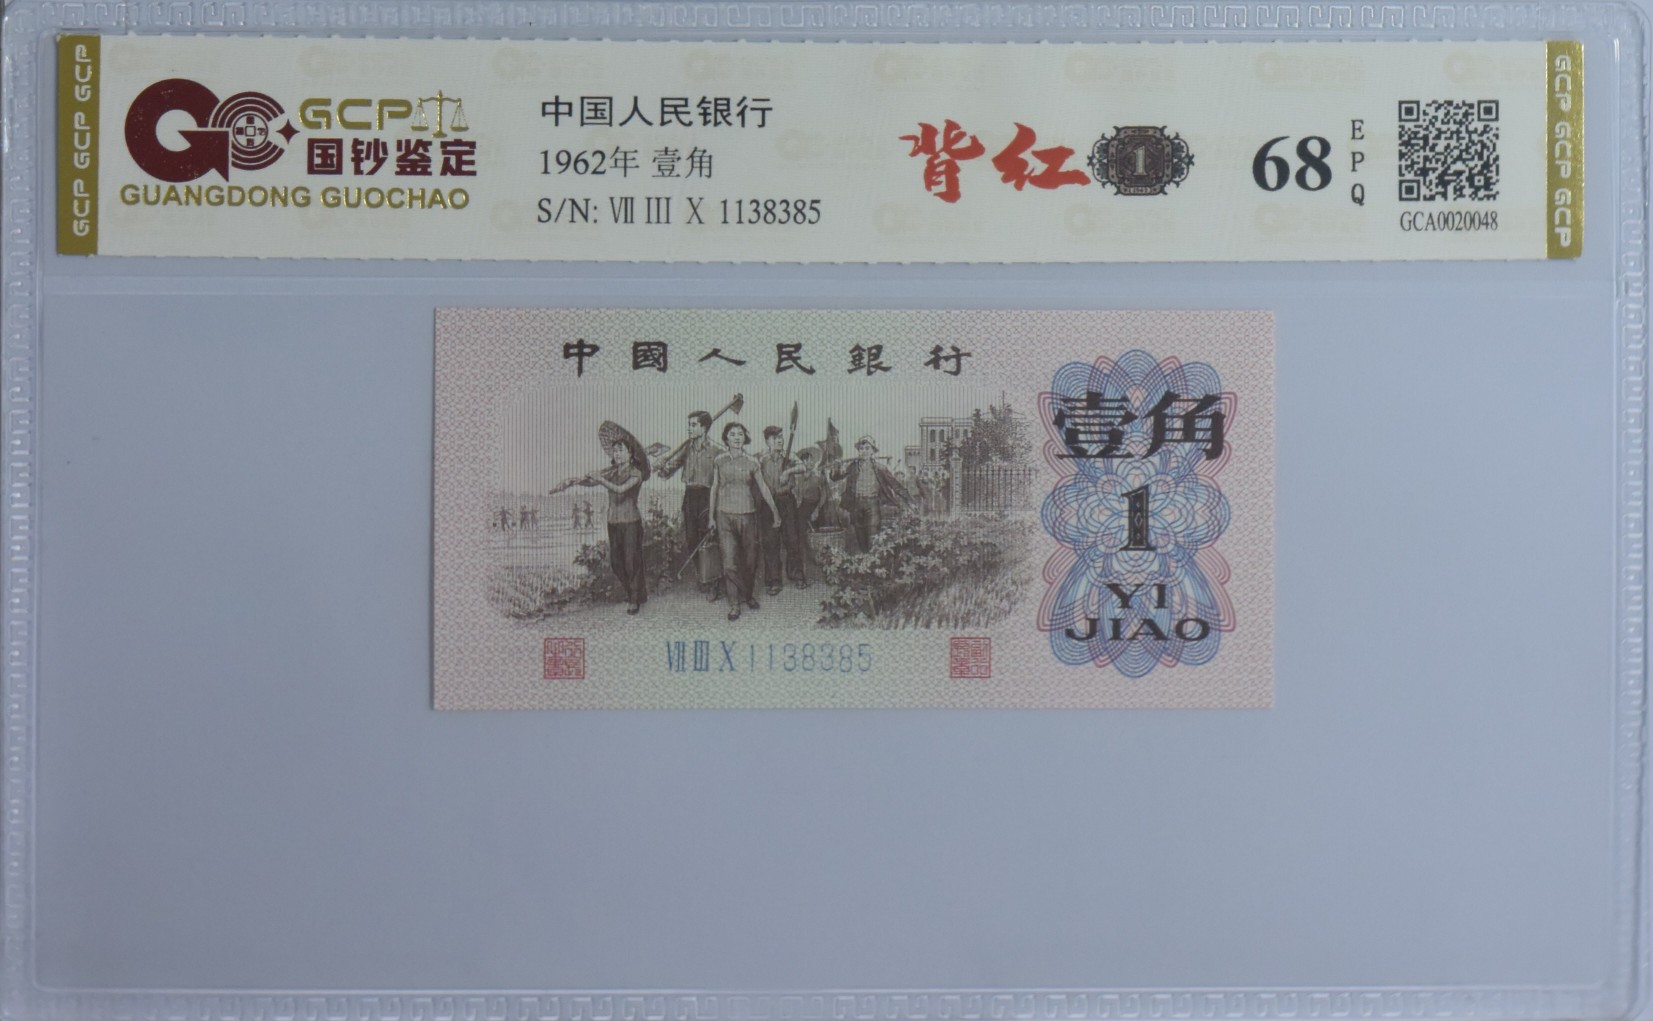 GCP GCP GCP
GCP
国钞鉴定
GUANGDONG GUOCHAO
中国人民银行
1962年 壹角
S/N: Ⅶ Ⅲ Ⅹ 1138385
背红
1
68
EPQ
GCA0020048
GCP GCP GCP
中國人民銀行
壹角
1
YI
JIAO
Ⅶ Ⅲ Ⅹ 1138385